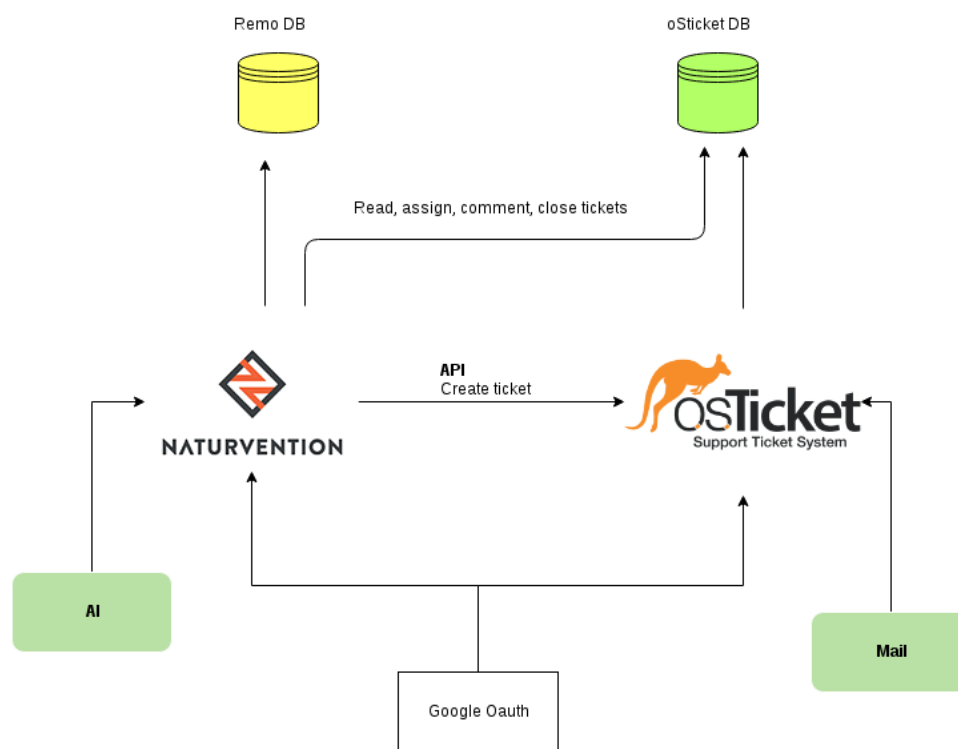 Remo DB
oSticket DB
Read, assign, comment, close tickets
API
Create ticket
NATURVENTION
osTicket
Support Ticket System
AI
Mail
Google Oauth